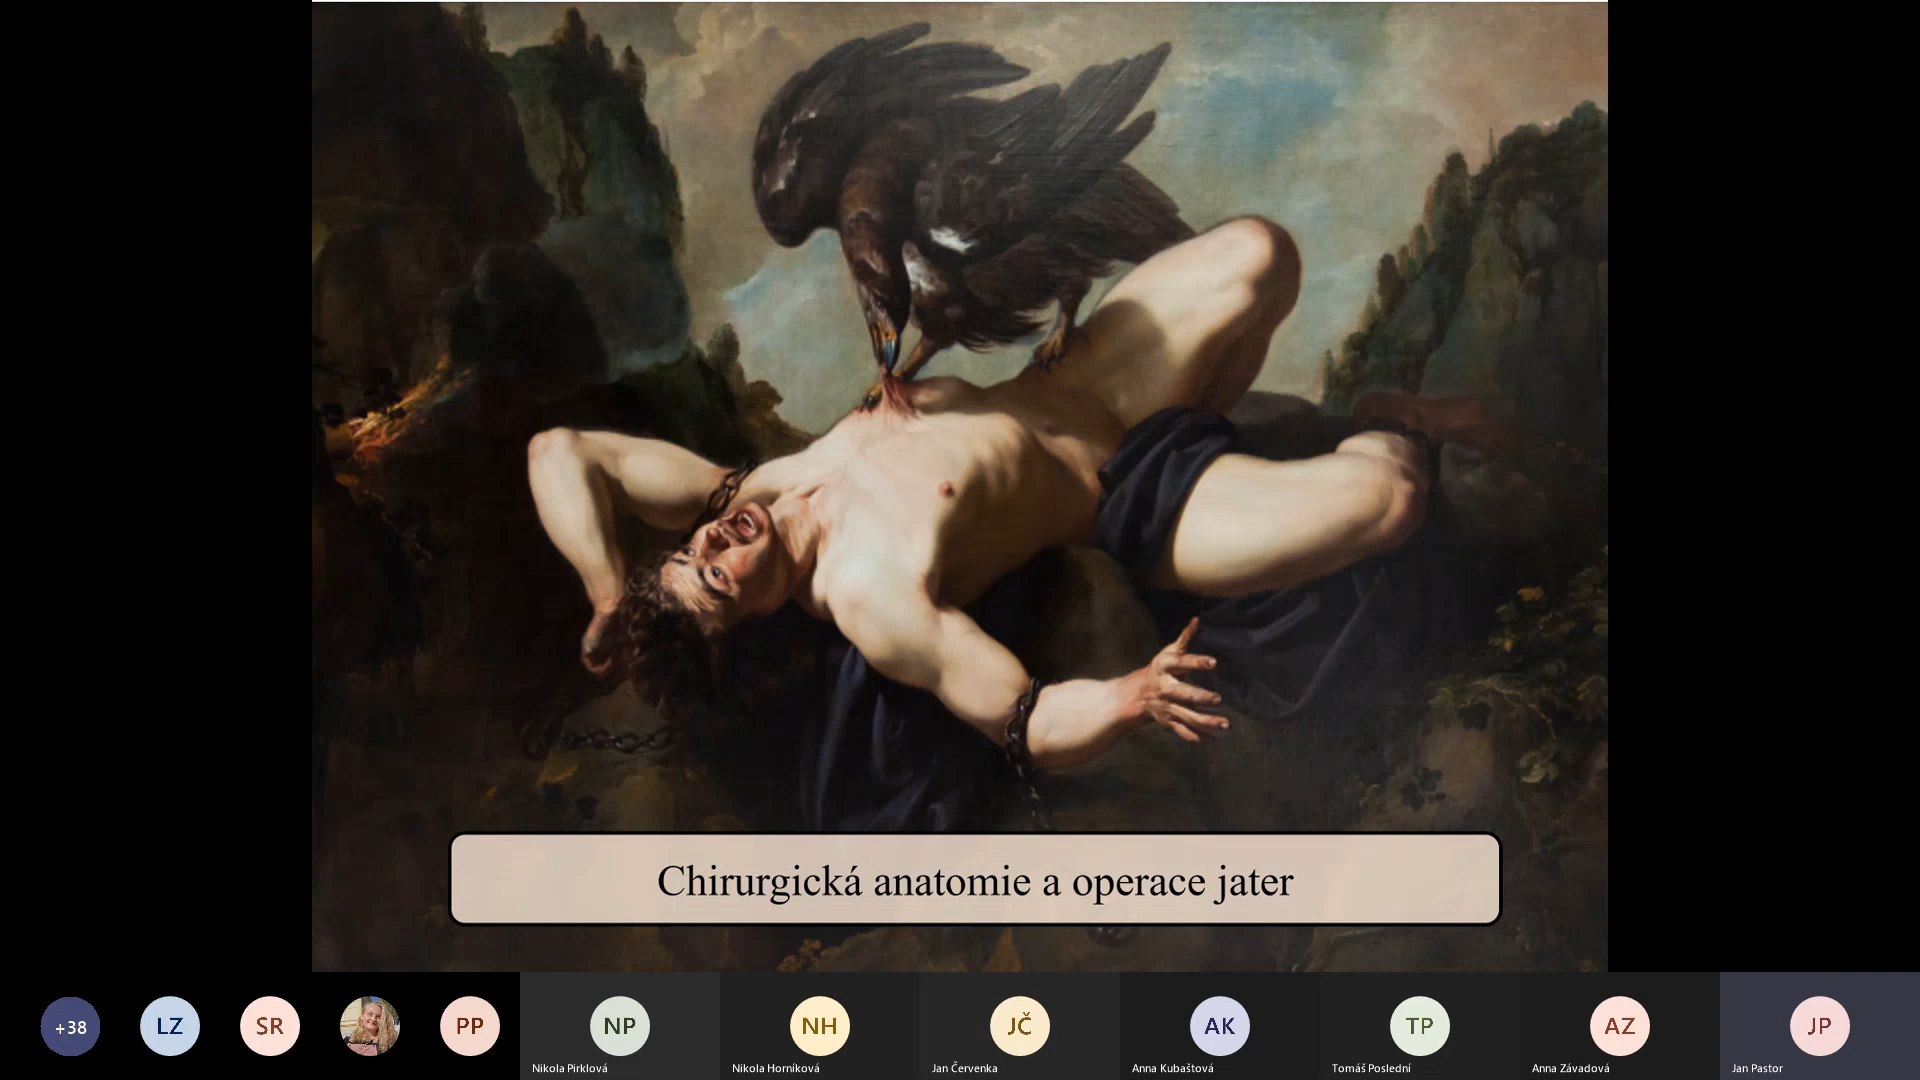 Chirurgická anatomie a operace jater
+38
LZ
SR
PP
NP
NH
JČ
AK
TP
AZ
JP
Nikola Pirklová
Nikola Horníková
Jan Červenka
Anna Kubaštová
Tomáš Poslední
Anna Závadová
Jan Pastor